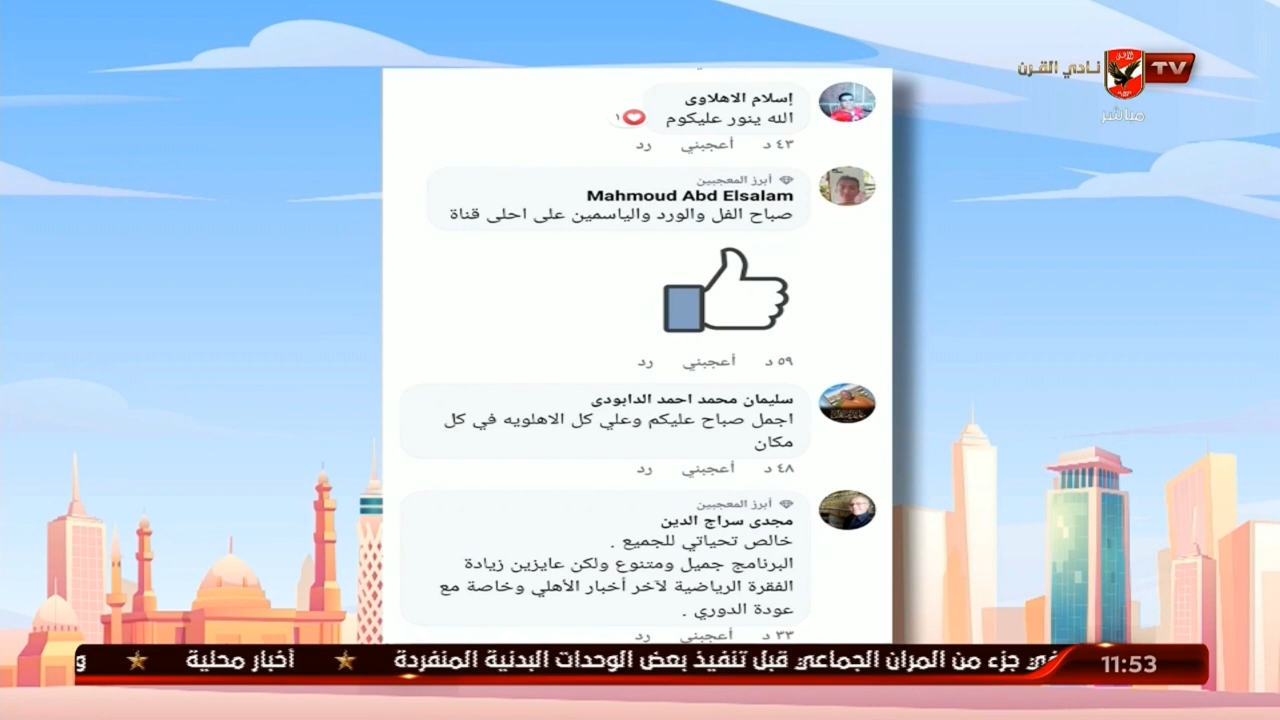 نادي القرن
TV
مباشر
إسلام الاهلاوى
الله ينور عليكوم
١
٤٣ د أعجبني رد
أبرز المعجبين
Mahmoud Abd Elsalam
صباح الفل والورد والياسمين على احلى قناة
٥٩ د أعجبني رد
سليمان محمد احمد الدابودى
اجمل صباح عليكم وعلي كل الاهلويه في كل
مكان
٤٨ د أعجبني رد
أبرز المعجبين
مجدى سراج الدين
خالص تحياتي للجميع .
البرنامج جميل ومتنوع ولكن عايزين زيادة
الفقرة الرياضية لآخر أخبار الأهلي وخاصة مع
عودة الدوري .
٣٣ د أعجبني رد
11:53
في جزء من المران الجماعي قبل تنفيذ بعض الوحدات البدنية المنفردة ★ أخبار محلية ★ و